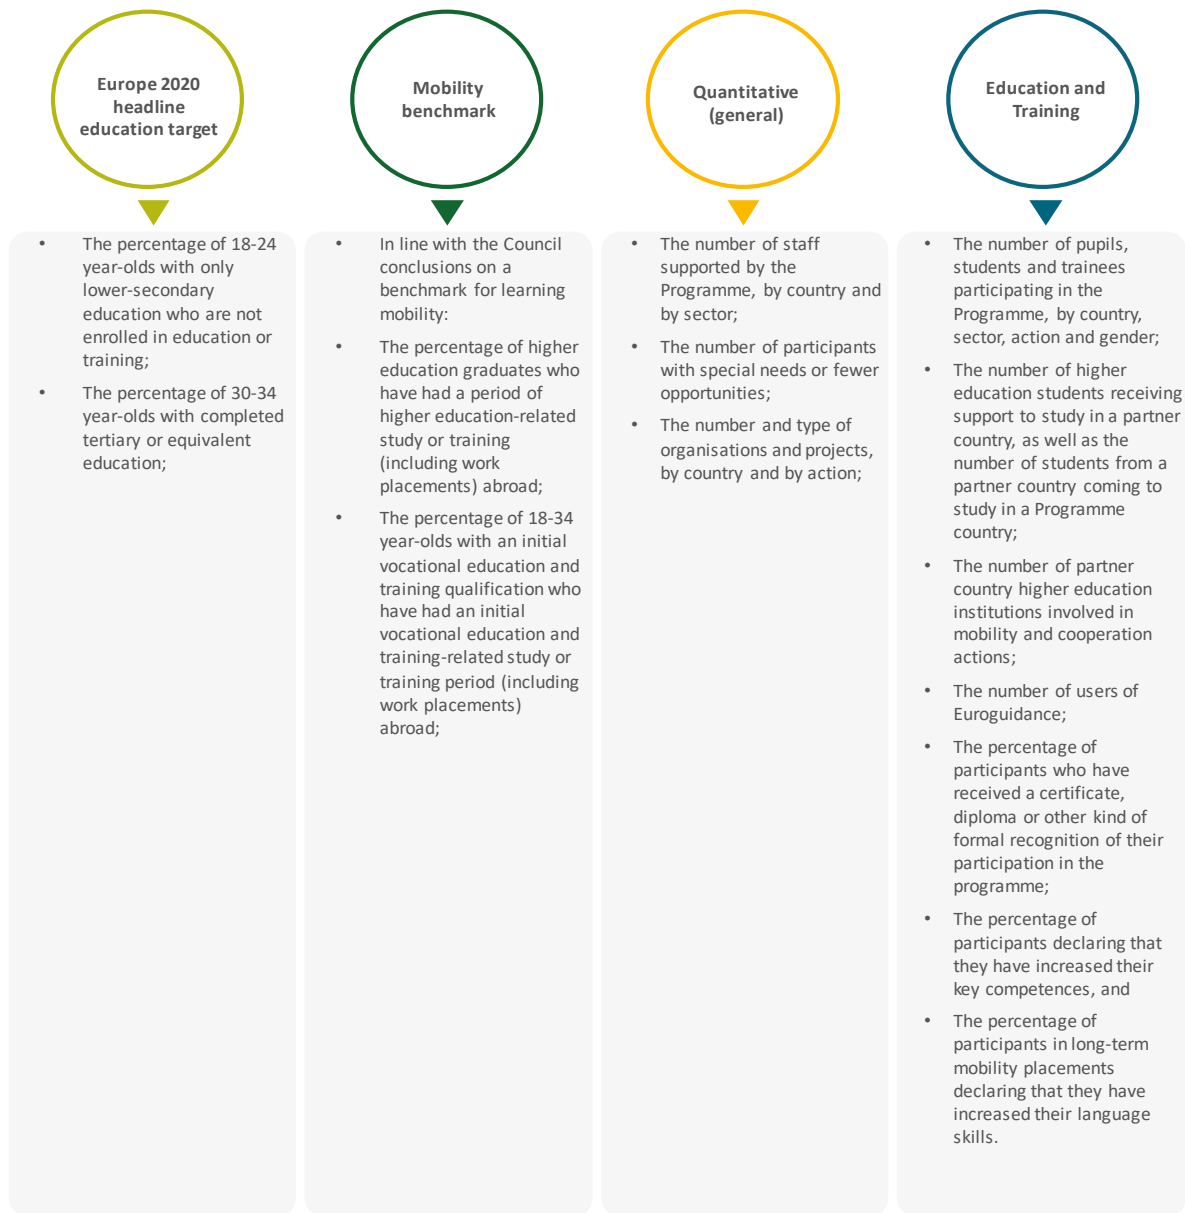 Europe 2020
headline
education target
• The percentage of 18-24
year-olds with only
lower-secondary
education who are not
enrolled in education or
training;
• The percentage of 30-34
year-olds with completed
tertiary or equivalent
education;
Mobility
benchmark
• In line with the Council
conclusions on a
benchmark for learning
mobility:
• The percentage of higher
education graduates who
have had a period of
higher education-related
study or training
(including work
placements) abroad;
• The percentage of 18-34
year-olds with an initial
vocational education and
training qualification who
have had an initial
vocational education and
training-related study or
training period (including
work placements)
abroad;
Quantitative
(general)
• The number of staff
supported by the
Programme, by country and
by sector;
• The number of participants
with special needs or fewer
opportunities;
• The number and type of
organisations and projects,
by country and by action;
Education and
Training
• The number of pupils,
students and trainees
participating in the
Programme, by country,
sector, action and gender;
• The number of higher
education students receiving
support to study in a partner
country, as well as the
number of students from a
partner country coming to
study in a Programme
country;
• The number of partner
country higher education
institutions involved in
mobility and cooperation
actions;
• The number of users of
Euroguidance;
• The percentage of
participants who have
received a certificate,
diploma or other kind of
formal recognition of their
participation in the
programme;
• The percentage of
participants declaring that
they have increased their
key competences, and
• The percentage of
participants in long-term
mobility placements
declaring that they have
increased their language
skills.